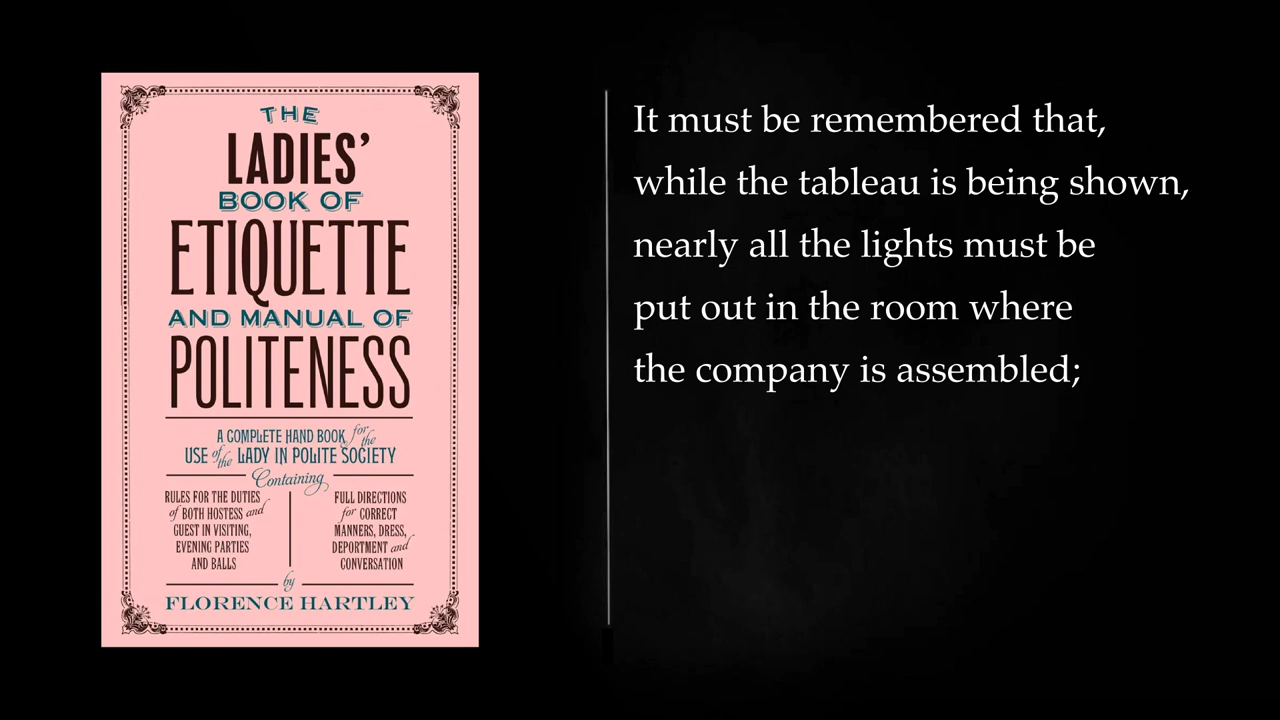 THE
LADIES'
BOOK OF
ETIQUETTE
AND MANUAL OF
POLITENESS
A COMPLETE HAND BOOK for the
USE of the LADY IN POLITE SOCIETY
Containing
RULES FOR THE DUTIES
of BOTH HOSTESS and
GUEST IN VISITING,
EVENING PARTIES
AND BALLS
FULL DIRECTIONS
for CORRECT
MANNERS, DRESS,
DEPORTMENT and
CONVERSATION
by
FLORENCE HARTLEY
It must be remembered that,
while the tableau is being shown,
nearly all the lights must be
put out in the room where
the company is assembled;